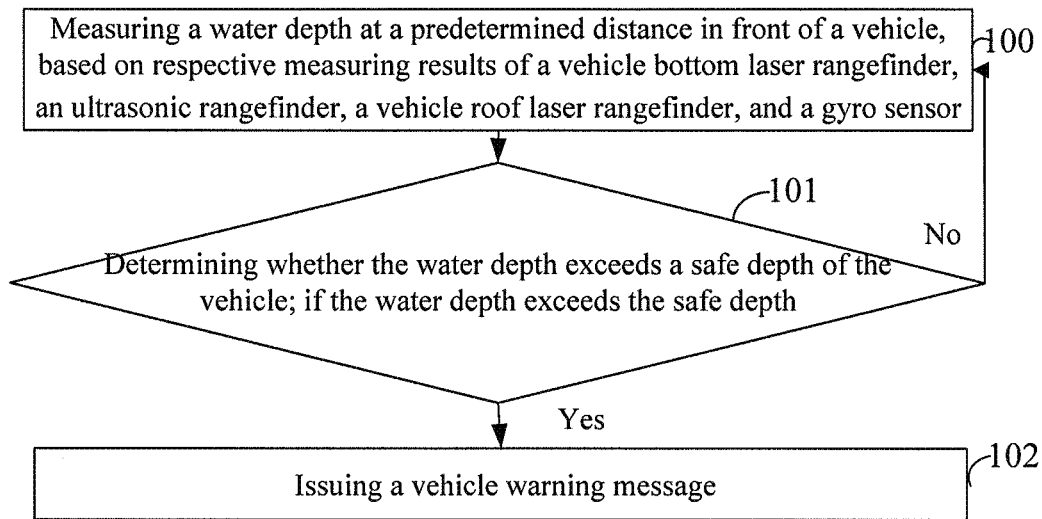 Measuring a water depth at a predetermined distance in front of a vehicle,
based on respective measuring results of a vehicle bottom laser rangefinder,
an ultrasonic rangefinder, a vehicle roof laser rangefinder, and a gyro sensor
100
101
No
Determining whether the water depth exceeds a safe depth of the
vehicle; if the water depth exceeds the safe depth
Yes
Issuing a vehicle warning message
102